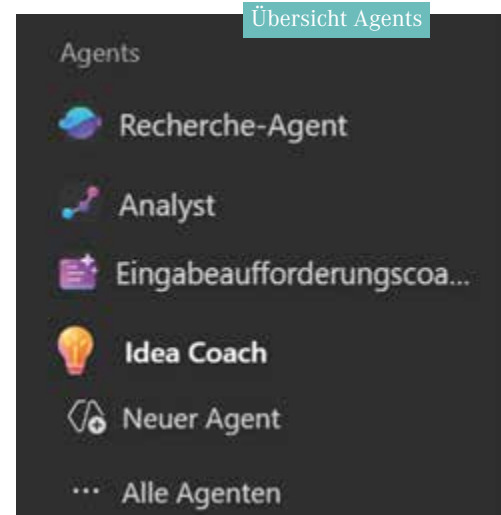 Übersicht Agents
Agents
Recherche-Agent
Analyst
Eingabeaufforderungscoa...
Idea Coach
Neuer Agent
Alle Agenten